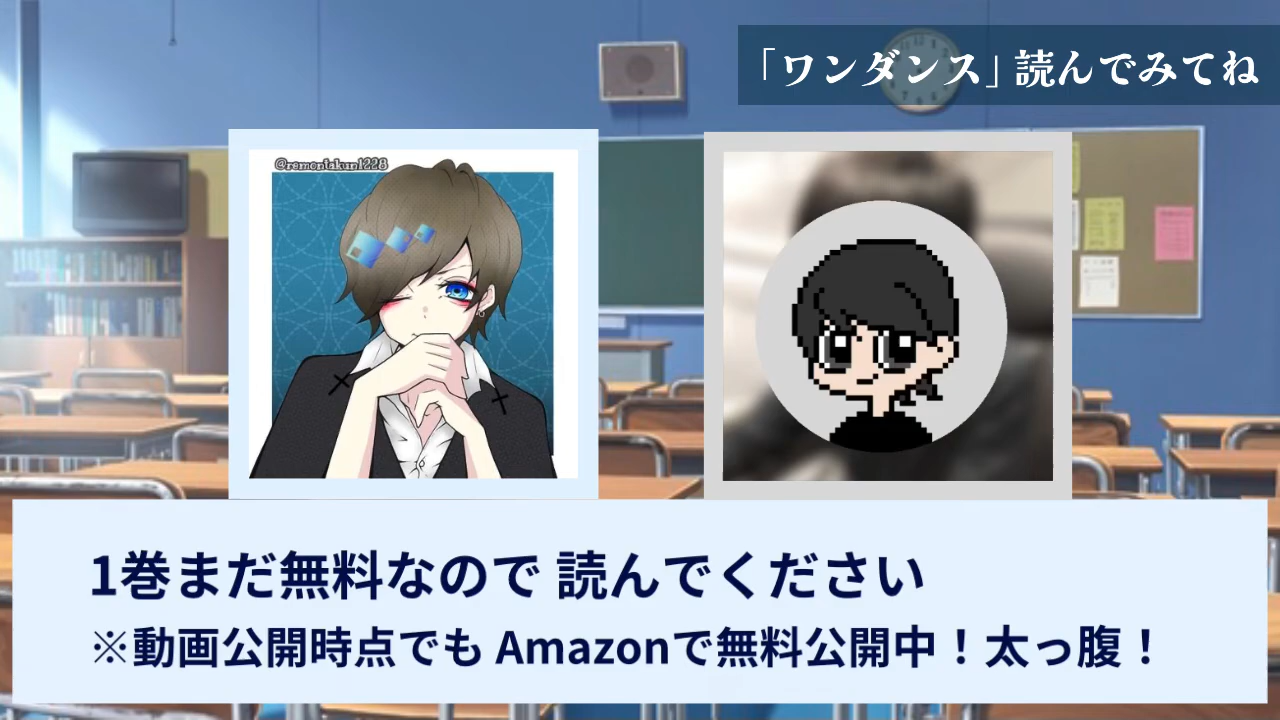 「ワンダンス」読んでみてね
@remontakun1228
1巻まだ無料なので 読んでください
※動画公開時点でも Amazonで無料公開中！太っ腹！